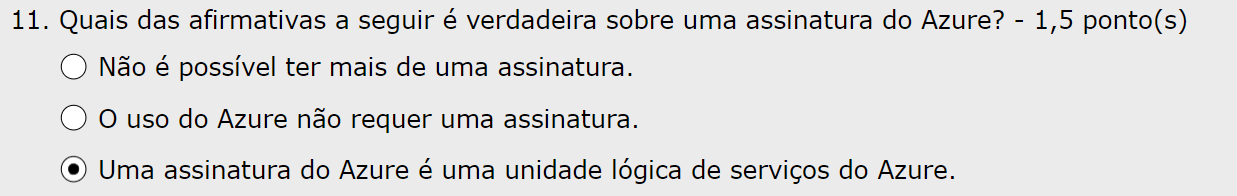 11. Quais das afirmativas a seguir é verdadeira sobre uma assinatura do Azure? - 1,5 ponto(s)
Não é possível ter mais de uma assinatura.
O uso do Azure não requer uma assinatura.
Uma assinatura do Azure é uma unidade lógica de serviços do Azure.